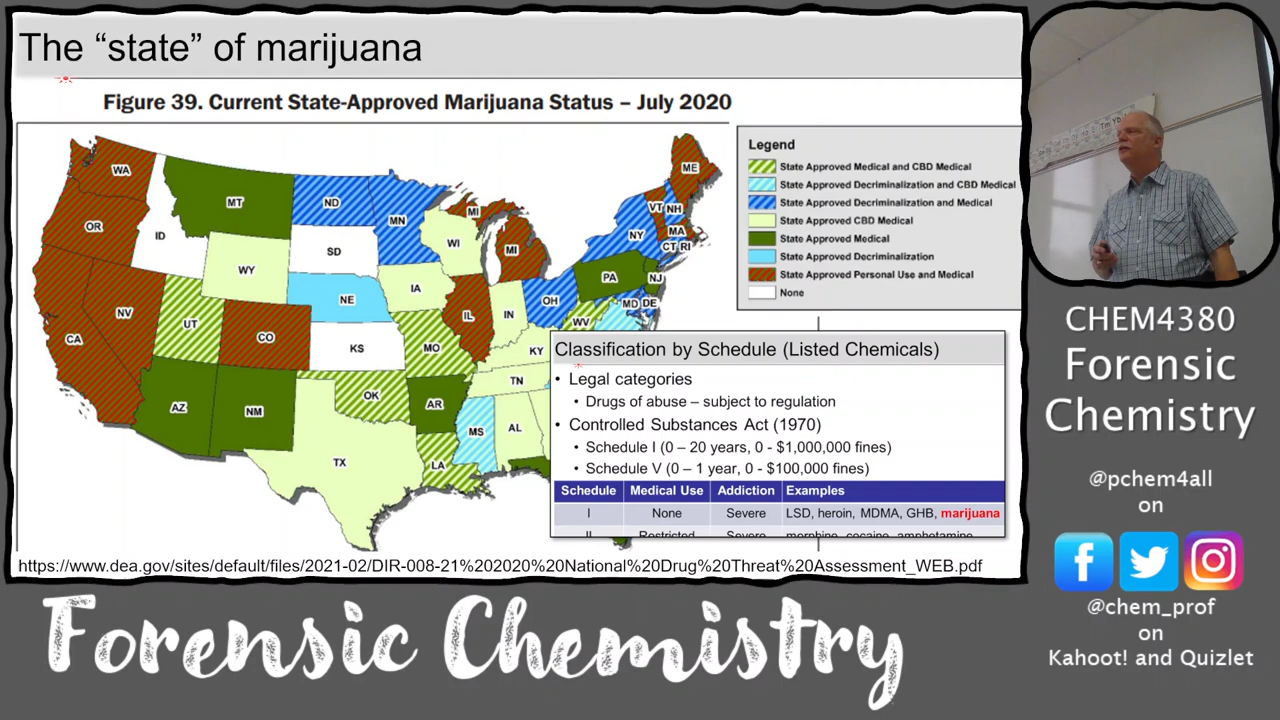 The “state” of marijuana
Figure 39. Current State-Approved Marijuana Status – July 2020
Legend
State Approved Medical and CBD Medical
State Approved Decriminalization and CBD Medical
State Approved Decriminalization and Medical
State Approved CBD Medical
State Approved Medical
State Approved Decriminalization
State Approved Personal Use and Medical
None
WA
MT
ND
MN
MI
ME
VT
NH
OR
ID
SD
WI
MI
NY
MA
CT RI
WY
IA
PA
NJ
NV
NE
IL
IN
OH
MD
DE
UT
CO
WV
CA
KS
MO
KY
AZ
NM
OK
AR
TN
TX
LA
MS
AL
Classification by Schedule (Listed Chemicals)
• Legal categories
• Drugs of abuse – subject to regulation
• Controlled Substances Act (1970)
• Schedule I (0 – 20 years, 0 - $1,000,000 fines)
• Schedule V (0 – 1 year, 0 - $100,000 fines)
Schedule Medical Use Addiction Examples
I None Severe LSD, heroin, MDMA, GHB, marijuana
II Restricted Severe morphine, cocaine, amphetamine
https://www.dea.gov/sites/default/files/2021-02/DIR-008-21%202020%20National%20Drug%20Threat%20Assessment_WEB.pdf
CHEM4380
Forensic
Chemistry
@pchem4all
on
@chem_prof
on
Kahoot! and Quizlet
Forensic Chemistry